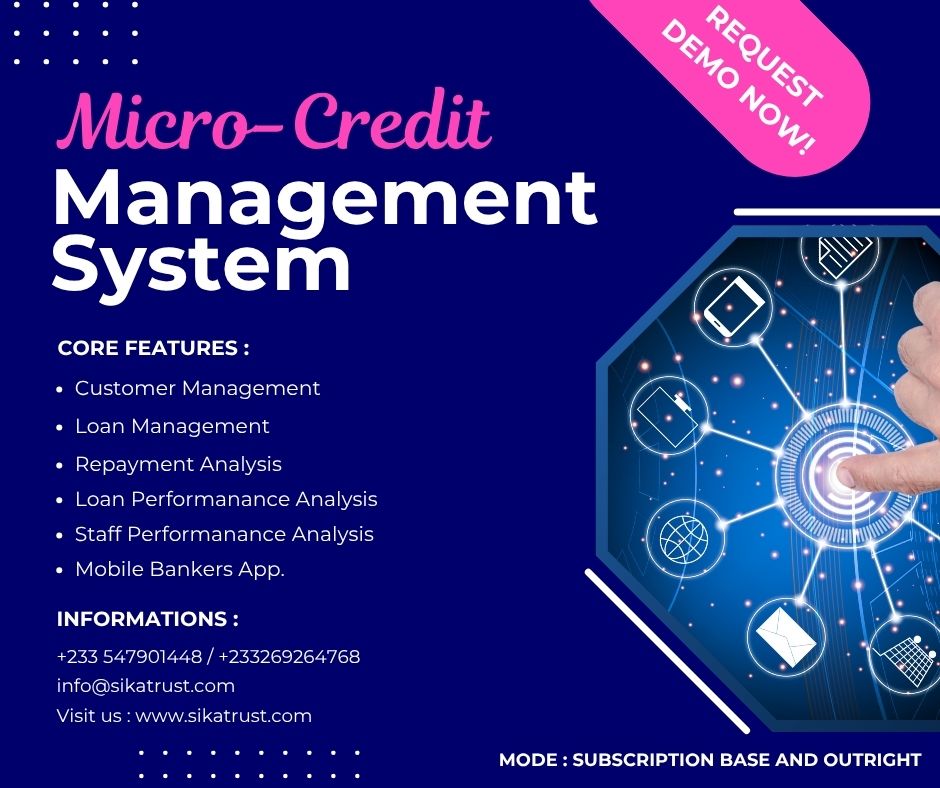 REQUEST
DEMO NOW!
Micro-Credit
Management
System
CORE FEATURES :
• Customer Management
• Loan Management
• Repayment Analysis
• Loan Performanance Analysis
• Staff Performanance Analysis
• Mobile Bankers App.
INFORMATIONS :
+233 547901448 / +233269264768
info@sikatrust.com
Visit us : www.sikatrust.com
MODE : SUBSCRIPTION BASE AND OUTRIGHT